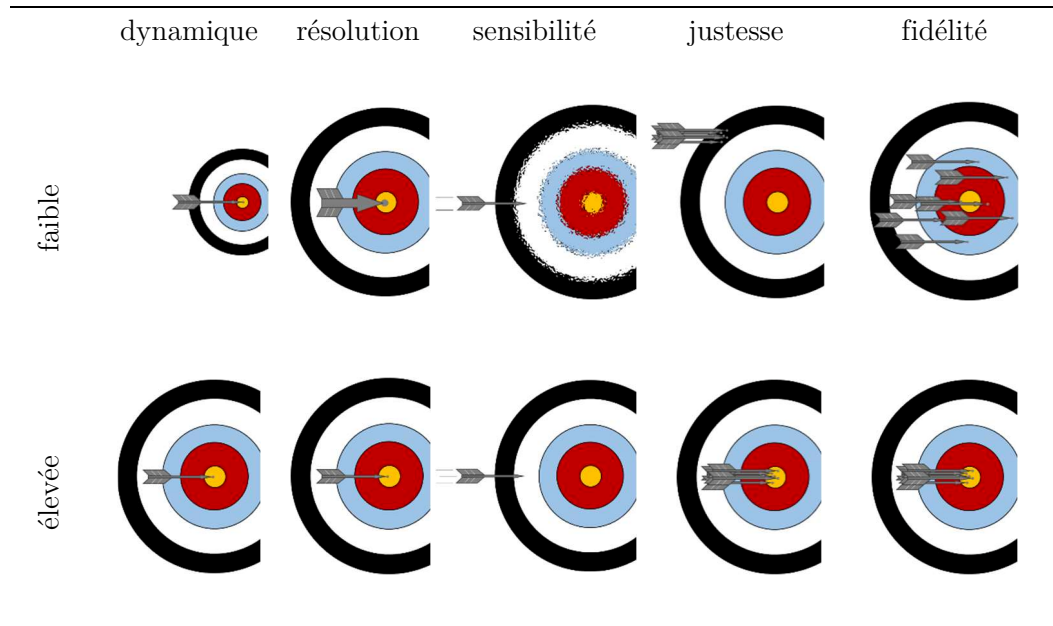 dynamique résolution sensibilité justesse fidélité
faible
élevée